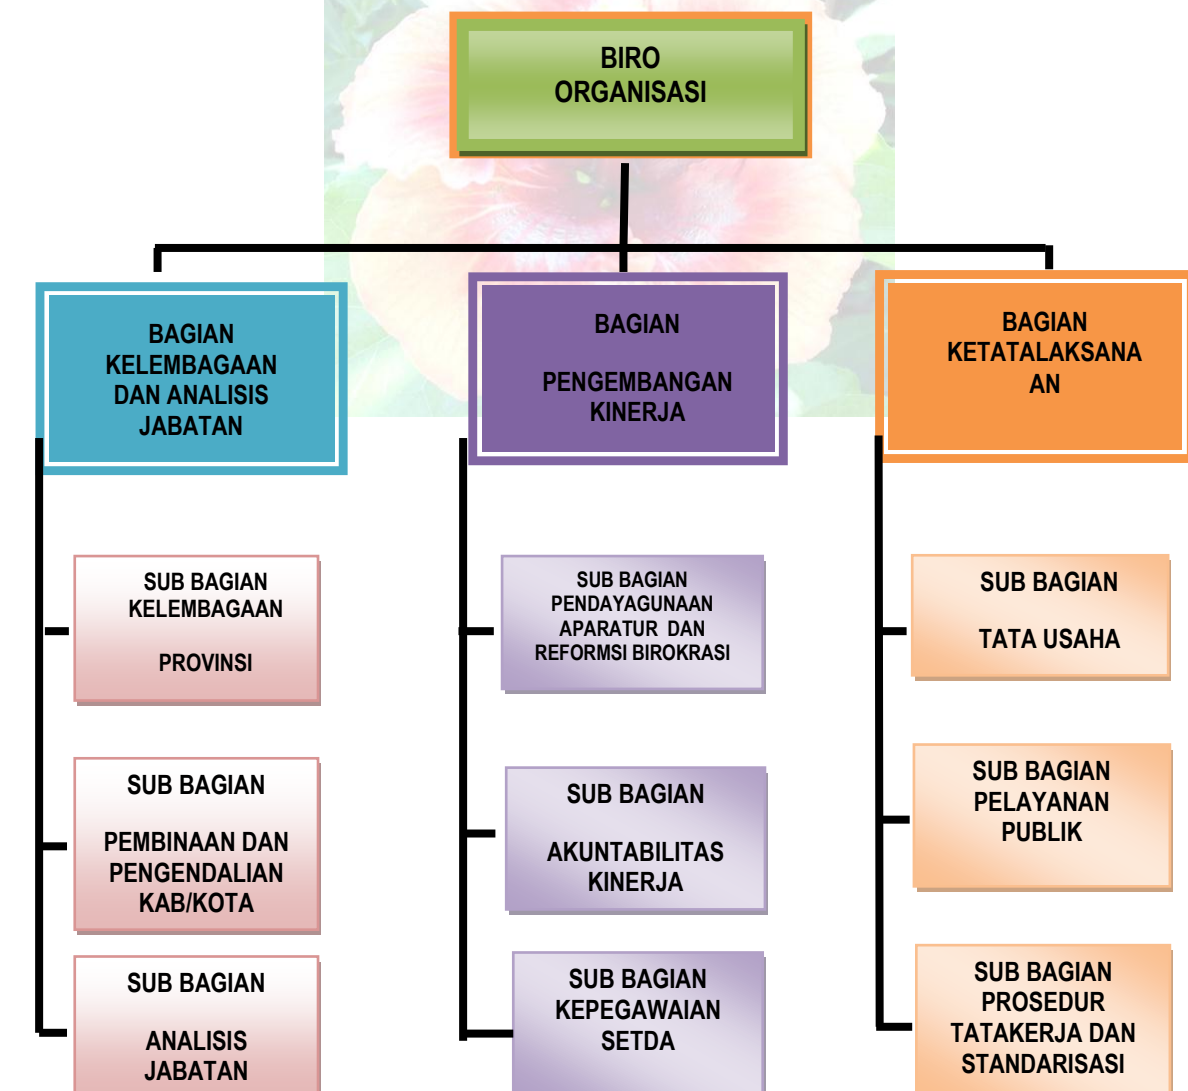 BIRO
ORGANISASI
BAGIAN
KELEMBAGAAN
DAN ANALISIS
JABATAN
BAGIAN
PENGEMBANGAN
KINERJA
BAGIAN
KETATALAKSANA
AN
SUB BAGIAN
KELEMBAGAAN
PROVINSI
SUB BAGIAN
PENDAYAGUNAAN
APARATUR DAN
REFORMSI BIROKRASI
SUB BAGIAN
TATA USAHA
SUB BAGIAN
PEMBINAAN DAN
PENGENDALIAN
KAB/KOTA
SUB BAGIAN
AKUNTABILITAS
KINERJA
SUB BAGIAN
PELAYANAN
PUBLIK
SUB BAGIAN
ANALISIS
JABATAN
SUB BAGIAN
KEPEGAWAIAN
SETDA
SUB BAGIAN
PROSEDUR
TATAKERJA DAN
STANDARISASI